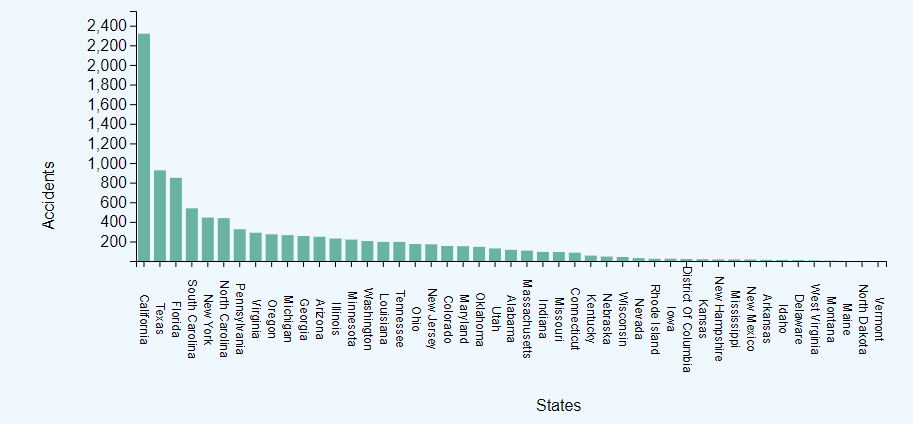 2,400
2,200
2,000
1,800
1,600
1,400
1,200
1,000
800
600
400
200
Accidents
California
Texas
Florida
South Carolina
New York
North Carolina
Pennsylvania
Virginia
Oregon
Michigan
Georgia
Arizona
Illinois
Minnesota
Washington
Louisiana
Tennessee
Ohio
New Jersey
Colorado
Maryland
Oklahoma
Utah
Alabama
Massachusetts
Indiana
Missouri
Connecticut
Kentucky
Nebraska
Wisconsin
Nevada
Rhode Island
Iowa
District Of Columbia
Kansas
New Hampshire
Mississippi
New Mexico
Arkansas
Idaho
Delaware
West Virginia
Montana
Maine
North Dakota
Vermont
States